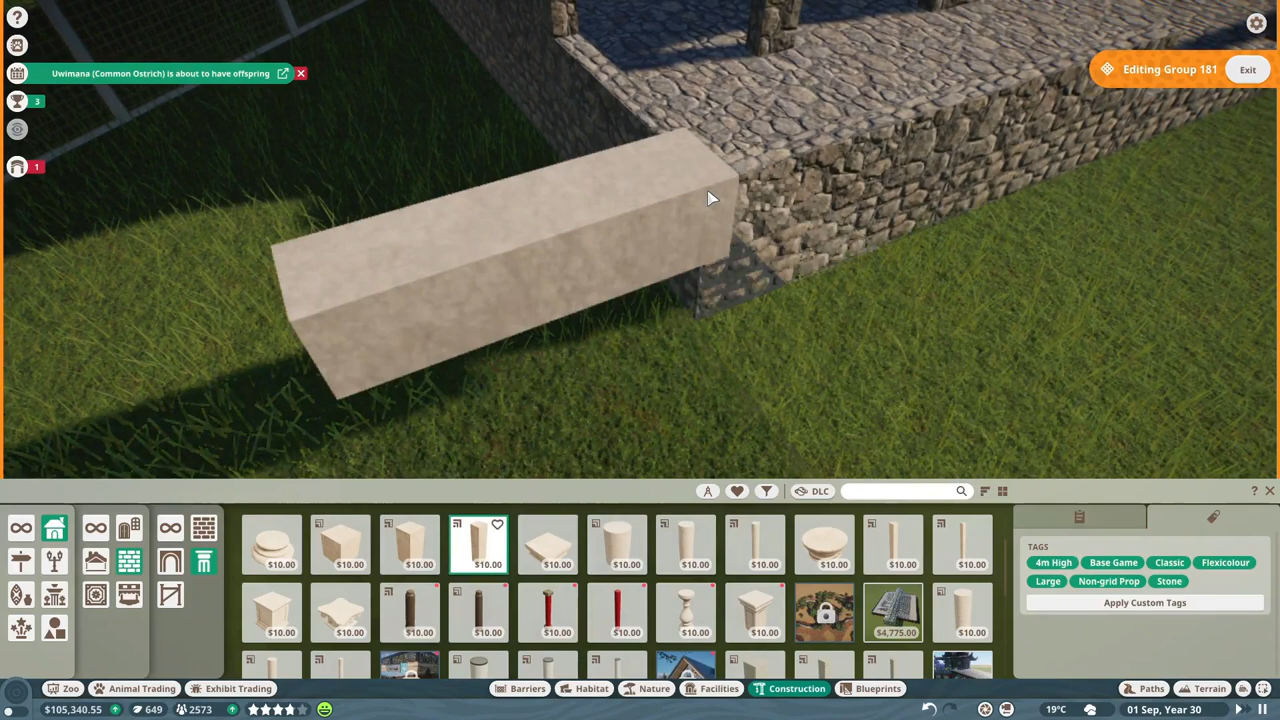 ?
Uwimana (Common Ostrich) is about to have offspring
3
1
Editing Group 181
Exit
DLC
?
$10.00 $10.00 $10.00 $10.00 $10.00 $10.00 $10.00 $10.00 $10.00 $10.00 $10.00
$10.00 $10.00 $10.00 $10.00 $10.00 $10.00 $10.00 $10.00 $4,775.00 $10.00
TAGS
4m High Base Game Classic Flexicolour
Large Non-grid Prop Stone
Apply Custom Tags
Zoo Animal Trading Exhibit Trading Barriers Habitat Nature Facilities Construction Blueprints Paths Terrain
$105,340.55 649 2573 19°C 01 Sep, Year 30